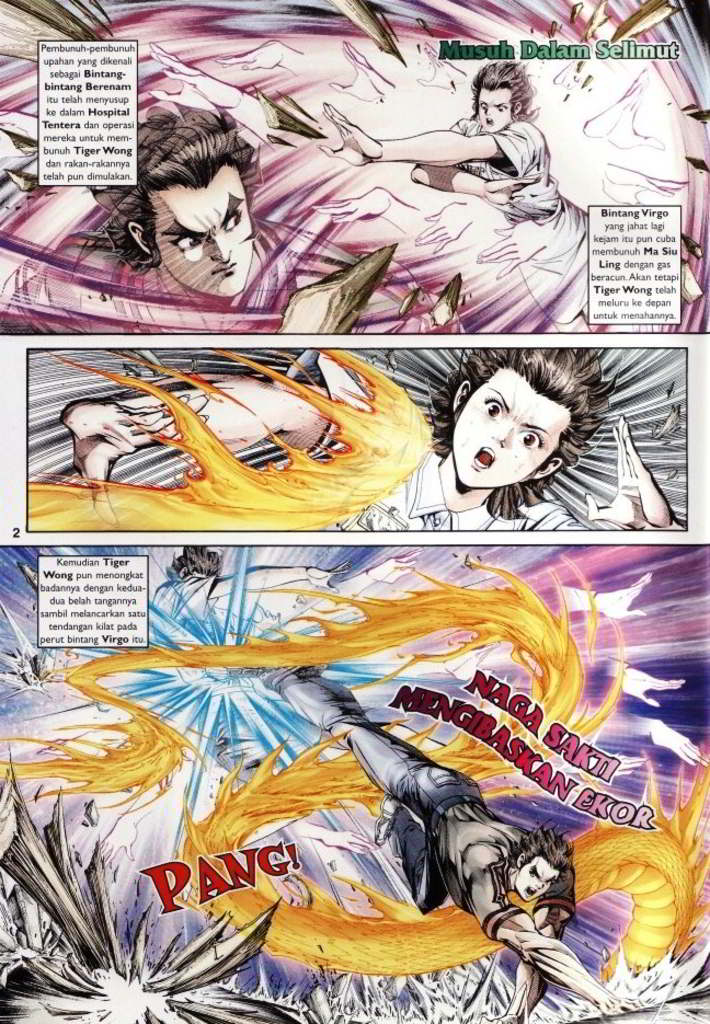 Musuh Dalam Selimut
Pembunuh-pembunuh
upahan yang dikenali
sebagai Bintang-
bintang Berenam
itu telah menyusup
ke dalam Hospital
Tentera dan operasi
mereka untuk mem-
bunuh Tiger Wong
dan rakan-rakannya
telah pun dimulakan.
Bintang Virgo
yang jahat lagi
kejam itu pun cuba
membunuh Ma Siu
Ling dengan gas
beracun. Akan tetapi
Tiger Wong telah
meluru ke depan
untuk menahannya.
2
Kemudian Tiger
Wong pun menongkat
badannya dengan kedua-
dua belah tangannya
sambil melancarkan satu
tendangan kilat pada
perut bintang Virgo itu.
NAGA SAKTI
MENGIBASKAN EKOR
PANG!